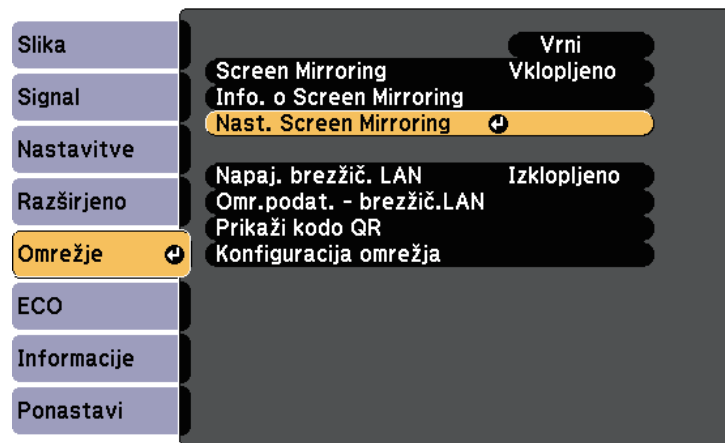 Slika
Signal
Nastavitve
Razširjeno
Omrežje
ECO
Informacije
Ponastavi
Vrni
Screen Mirroring Vklopljeno
Info. o Screen Mirroring
Nast. Screen Mirroring
Napaj. brezžič. LAN Izklopljeno
Omr.podat. - brezžič.LAN
Prikaži kodo QR
Konfiguracija omrežja